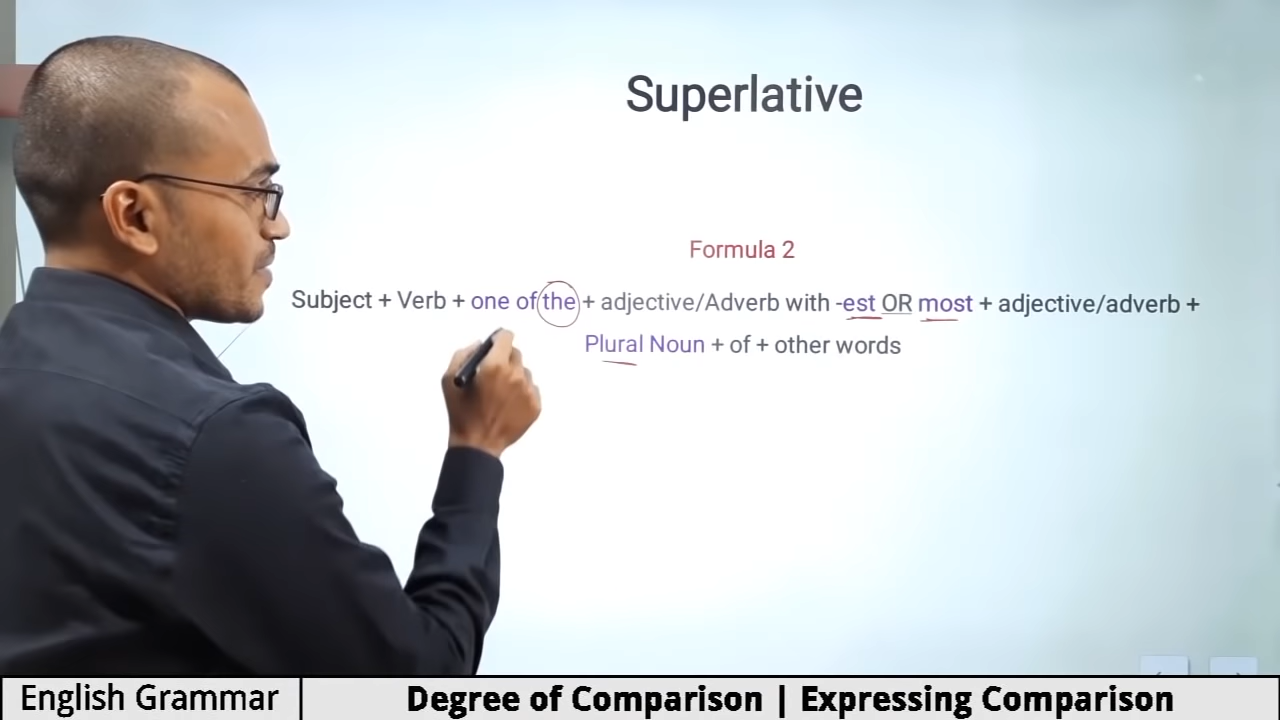 Superlative
Formula 2
Subject + Verb + one of the + adjective/Adverb with -est OR most + adjective/adverb +
Plural Noun + of + other words
English Grammar
Degree of Comparison | Expressing Comparison